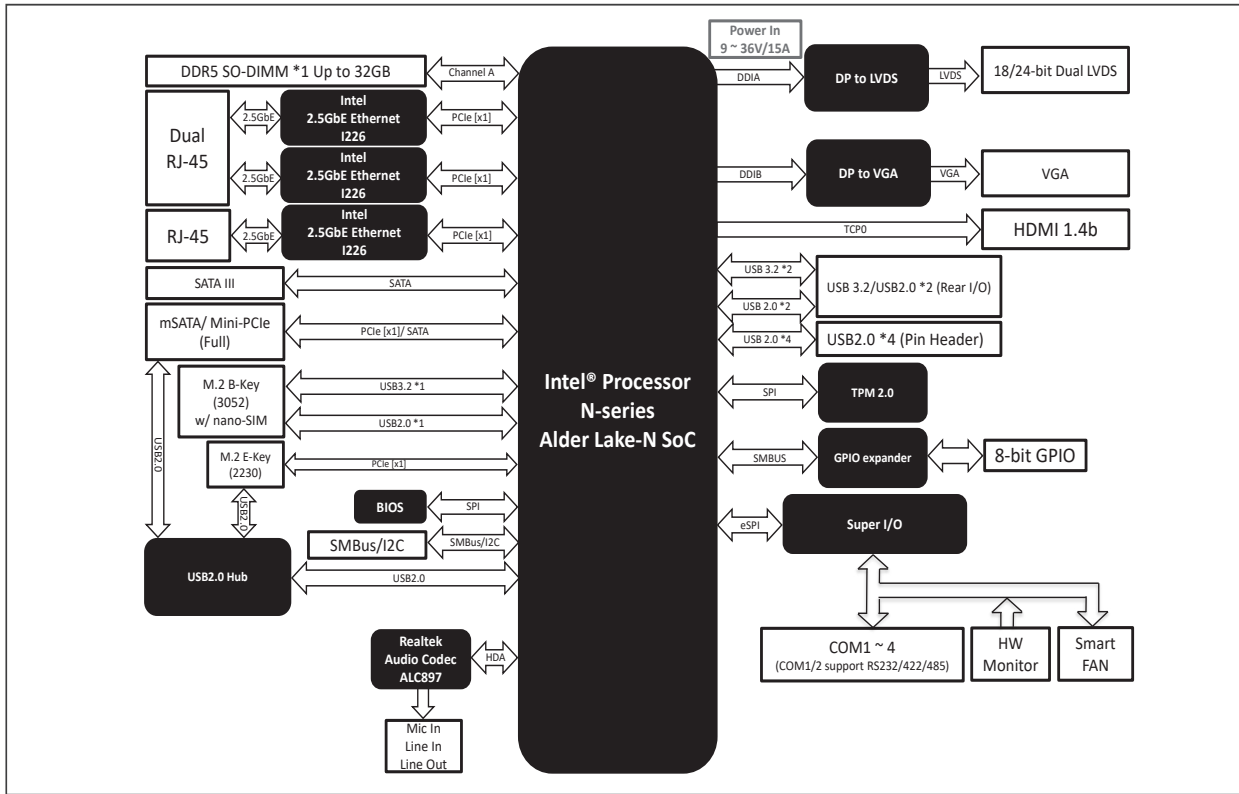 Power In
9 ~ 36V/15A
DDR5 SO-DIMM *1 Up to 32GB
Channel A
Dual
RJ-45
2.5GbE
Intel
2.5GbE Ethernet
I226
PCIe [x1]
2.5GbE
Intel
2.5GbE Ethernet
I226
PCIe [x1]
RJ-45
2.5GbE
Intel
2.5GbE Ethernet
I226
PCIe [x1]
SATA III
SATA
mSATA/ Mini-PCIe
(Full)
PCIe [x1]/ SATA
M.2 B-Key
(3052)
w/ nano-SIM
USB3.2 *1
USB2.0 *1
M.2 E-Key
(2230)
PCIe [x1]
USB2.0
USB2.0
BIOS
SPI
SMBus/I2C
SMBus/I2C
USB2.0 Hub
USB2.0
Realtek
Audio Codec
ALC897
HDA
Mic In
Line In
Line Out
Intel® Processor
N-series
Alder Lake-N SoC
DDIA
DP to LVDS
LVDS
18/24-bit Dual LVDS
DDIB
DP to VGA
VGA
VGA
TCP0
HDMI 1.4b
USB 3.2 *2
USB 2.0 *2
USB 3.2/USB2.0 *2 (Rear I/O)
USB 2.0 *4
USB2.0 *4 (Pin Header)
SPI
TPM 2.0
SMBUS
GPIO expander
8-bit GPIO
eSPI
Super I/O
COM1 ~ 4
(COM1/2 support RS232/422/485)
HW
Monitor
Smart
FAN